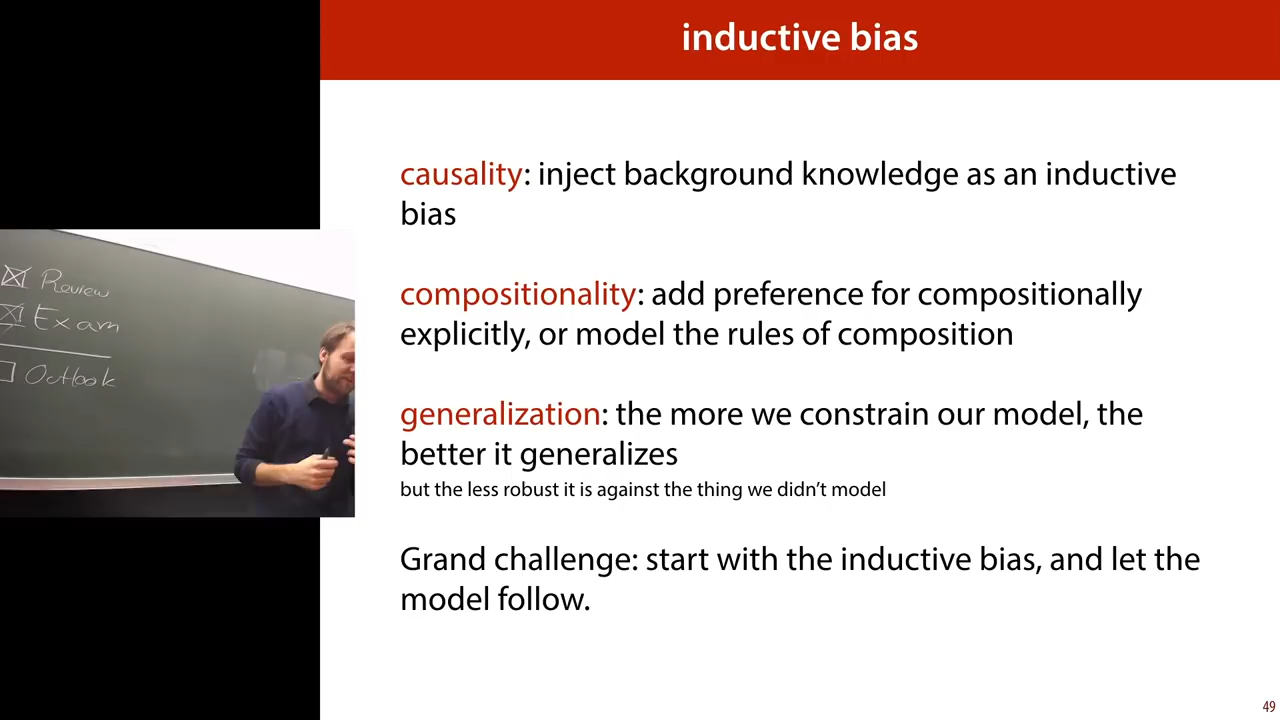 inductive bias
causality: inject background knowledge as an inductive
bias
compositionality: add preference for compositionally
explicitly, or model the rules of composition
generalization: the more we constrain our model, the
better it generalizes
but the less robust it is against the thing we didn't model
Grand challenge: start with the inductive bias, and let the
model follow.
49
Review
Exam
Outlook